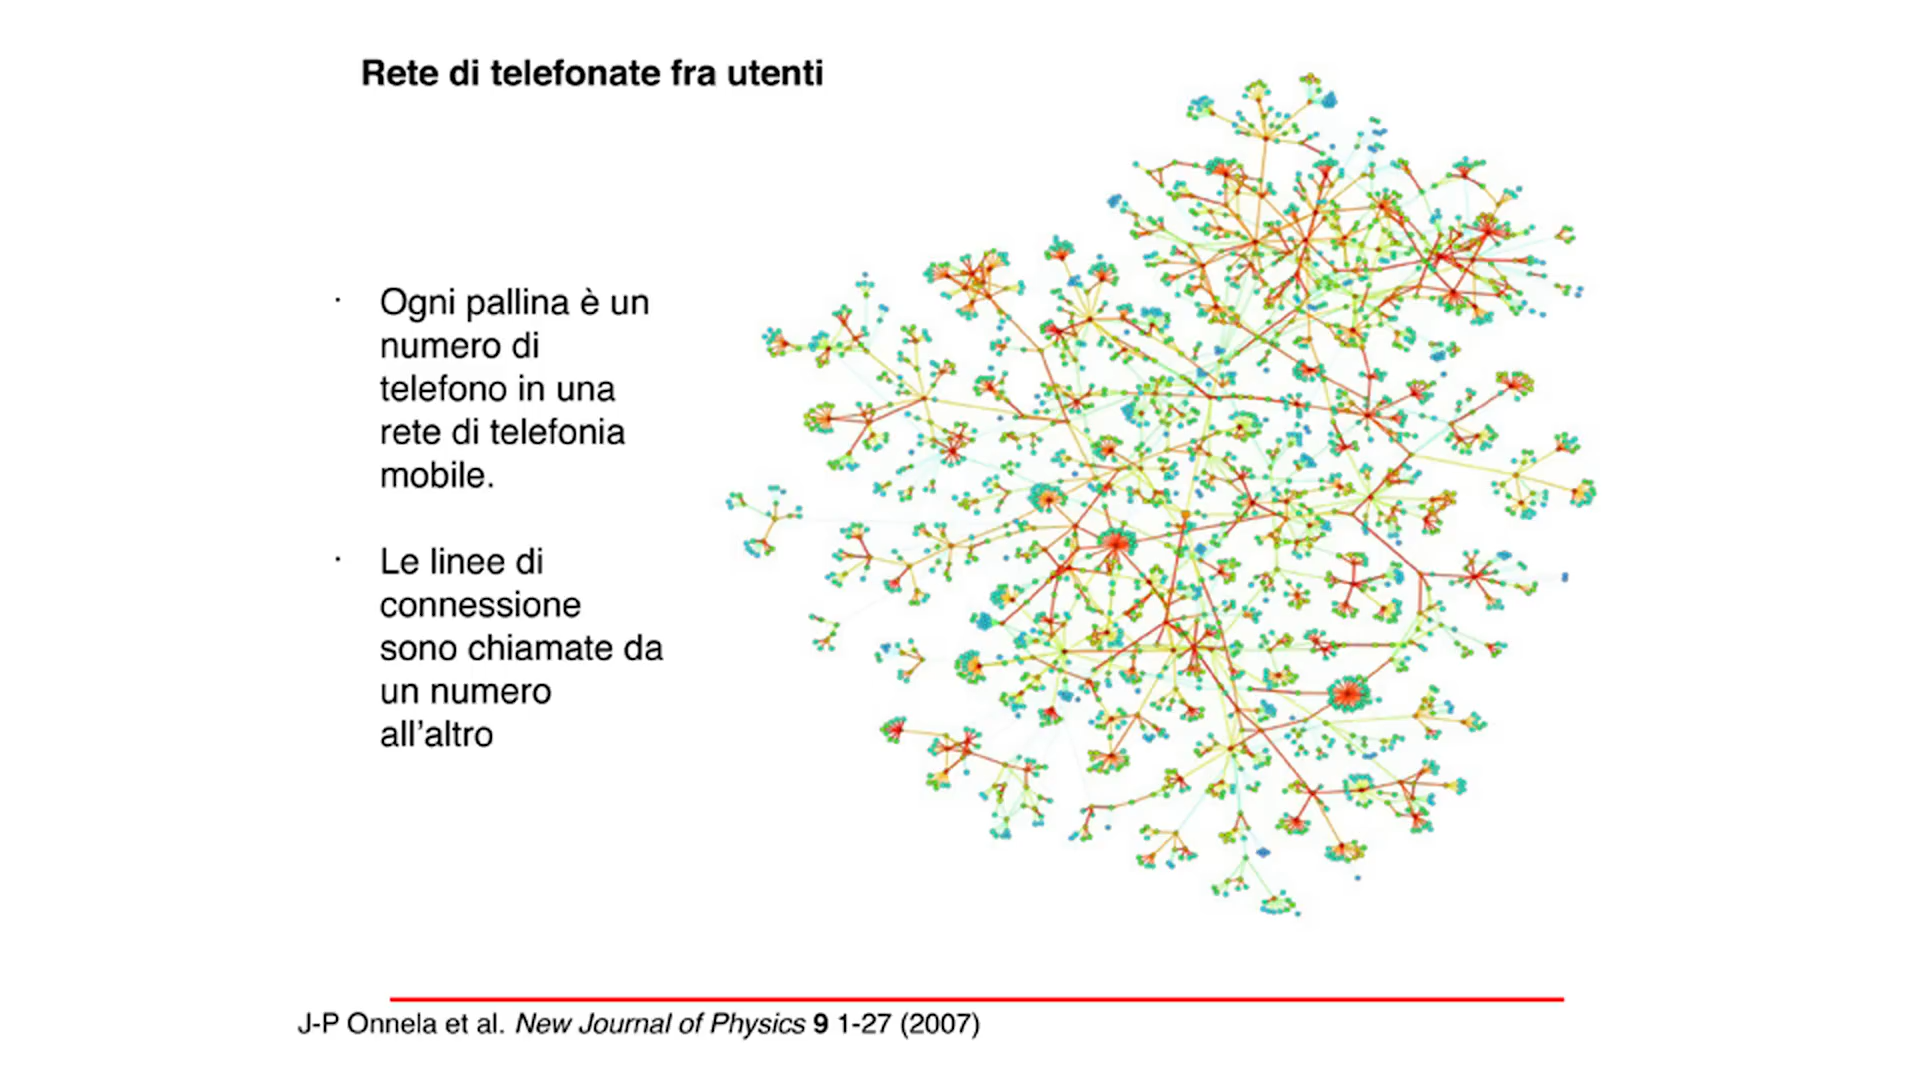 Rete di telefonate fra utenti
· Ogni pallina è un
numero di
telefono in una
rete di telefonia
mobile.
· Le linee di
connessione
sono chiamate da
un numero
all’altro
J-P Onnela et al. New Journal of Physics 9 1-27 (2007)